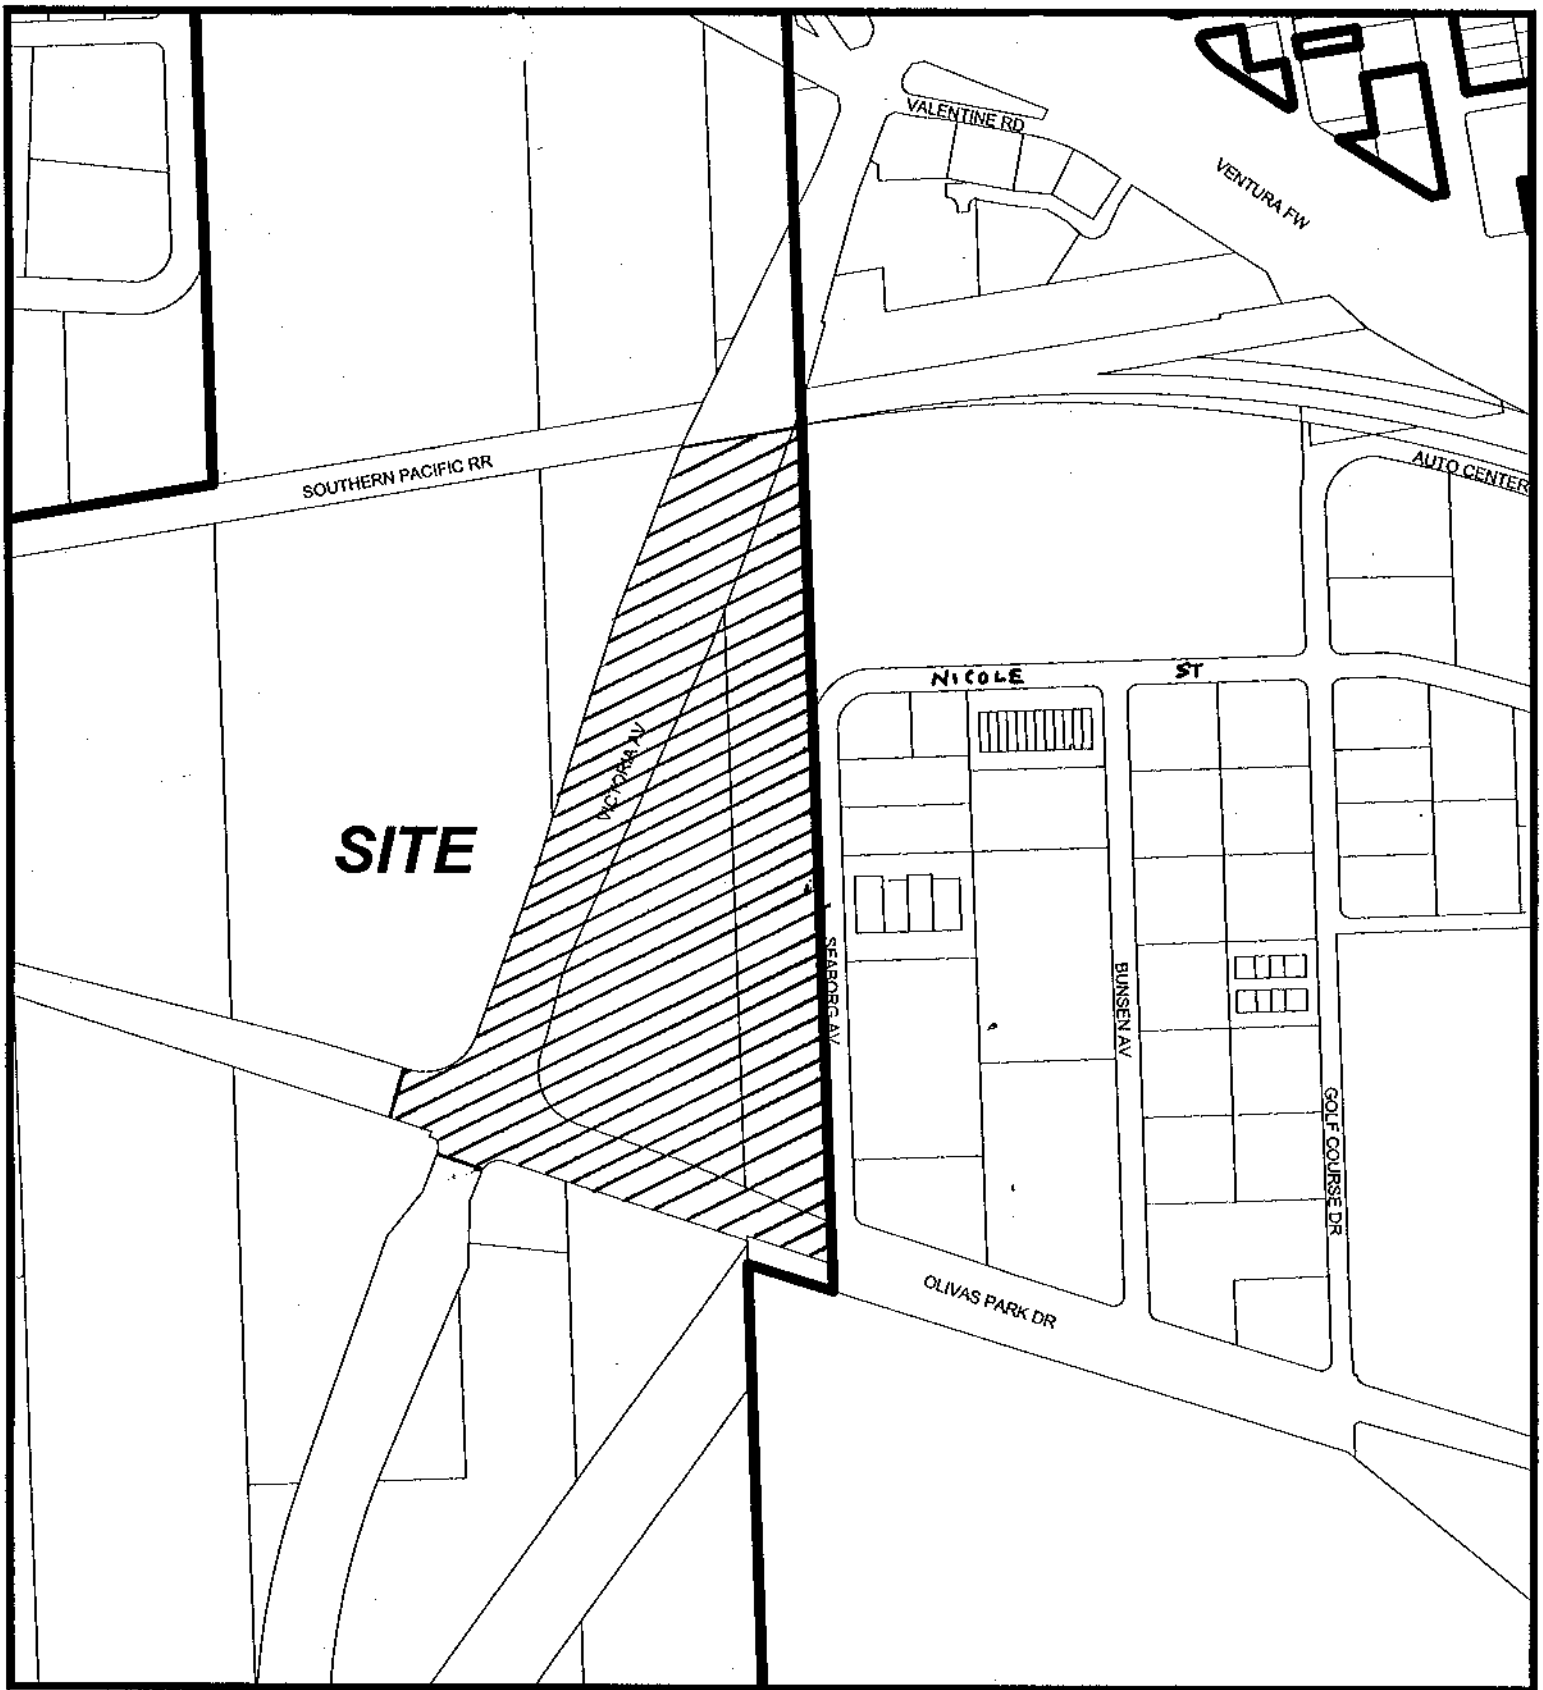 VALENTINE RD
VENTURA FW
SOUTHERN PACIFIC RR
AUTO CENTER
NICOLE ST
VICTORIA AV
SITE
SEABORG AV
BUNSEN AV
GOLF COURSE DR
OLIVAS PARK DR